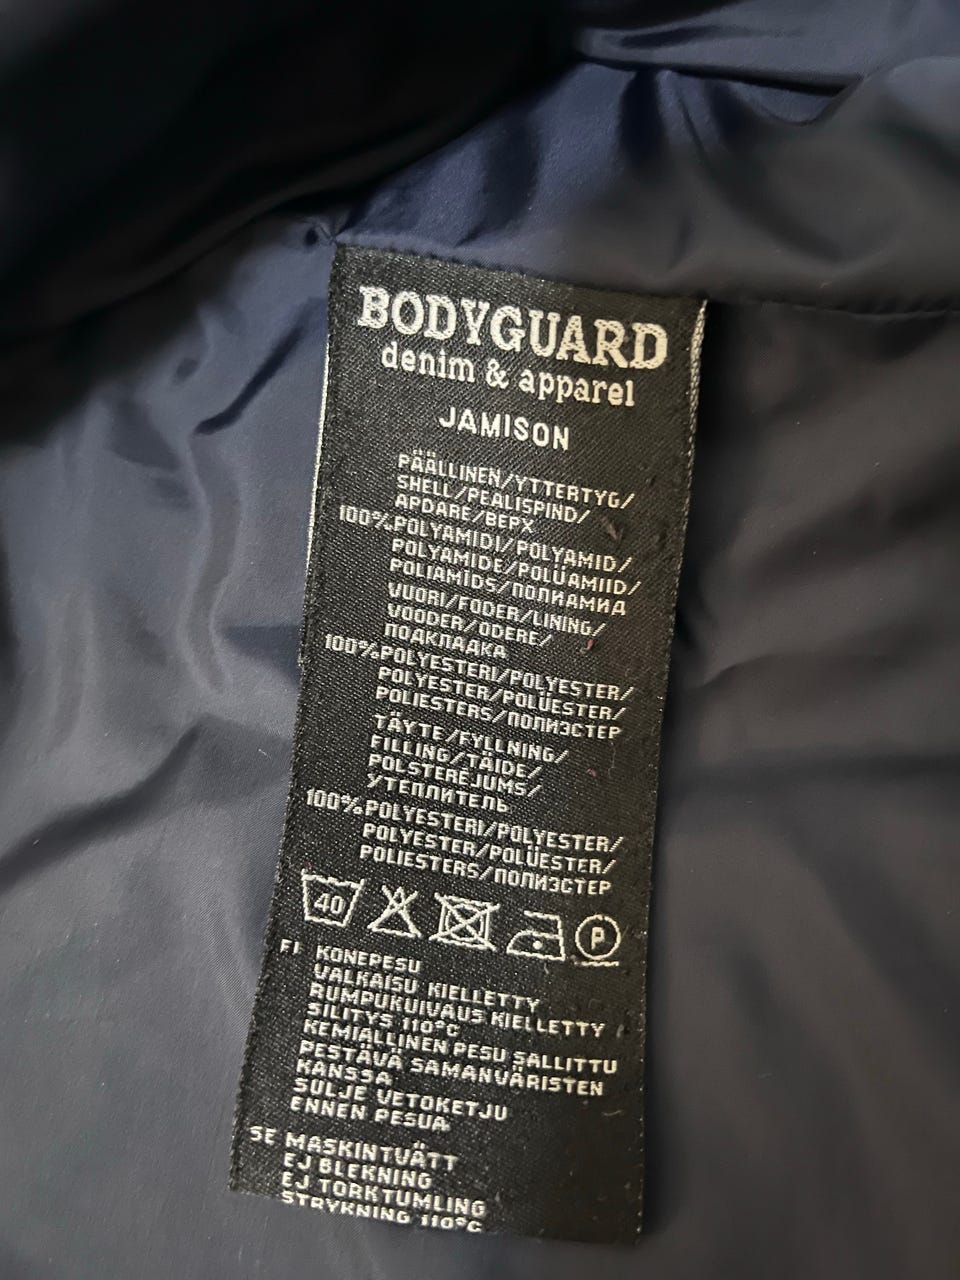 BODYGUARD
denim & apparel
JAMISON
PÄÄLLINEN/YTTERTYG/
SHELL/PEALISPIND/
APDARE/ВЕРХ
100%POLYAMIDI/POLYAMID/
POLYAMIDE/POLÜAMIID/
POLIAMĪDS/ПОЛИАМИД
VUORI/FODER/LINING/
VOODER/ODERE/
ПОДКЛАДКА
100%POLYESTERI/POLYESTER/
POLYESTER/POLÜESTER/
POLIESTERS/ПОЛИЭСТЕР
TÄYTE/FYLLNING/
FILLING/TÄIDE/
POLSTERĒJUMS/
УТЕПЛИТЕЛЬ
100%POLYESTERI/POLYESTER/
POLYESTER/POLÜESTER/
POLIESTERS/ПОЛИЭСТЕР
40 P
FI KONEPESU
VALKAISU KIELLETTY
RUMPUKUIVAUS KIELLETTY
SILITYS 110°C
KEMIALLINEN PESU SALLITTU
PESTÄVÄ SAMANVÄRISTEN
KANSSA
SULJE VETOKETJU
ENNEN PESUA
SE MASKINTVÄTT
EJ BLEKNING
EJ TORKTUMLING
STRYKNING 110°C